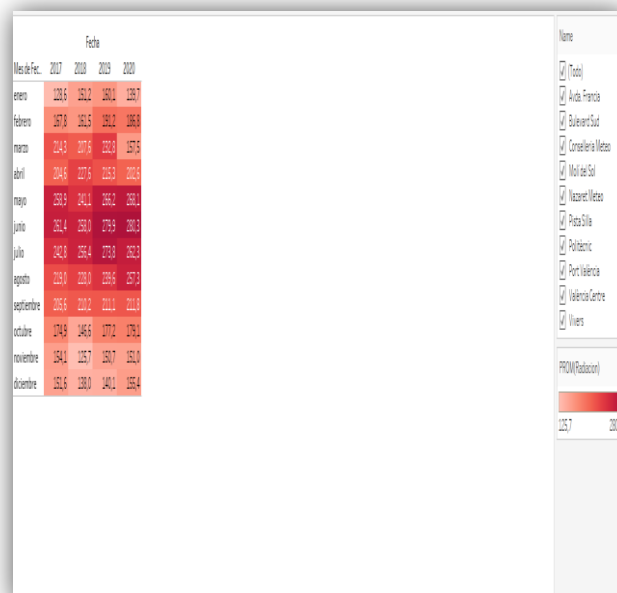 Fecha
Mes de Fec.. 2017 2018 2019 2020
enero 128,6 151,2 160,1 139,7
febrero 167,8 161,5 191,2 186,8
marzo 214,3 207,6 232,8 157,5
abril 204,6 227,6 215,3 202,6
mayo 258,9 241,1 266,2 268,1
junio 261,4 258,0 279,9 280,3
julio 242,8 256,4 273,8 262,3
agosto 219,0 228,0 239,6 257,3
septiembre 205,6 210,2 211,1 211,8
octubre 174,9 146,6 177,2 179,1
noviembre 154,1 125,7 150,7 151,0
diciembre 151,6 138,0 140,1 155,4
Name
(Todo)
Avda. Francia
Bulevard Sud
Conselleria Meteo
Moll del Sol
Nazaret Meteo
Pista Silla
Politècnic
Port València
València Centre
Vivers
PROM(Radiacion)
125,7 280